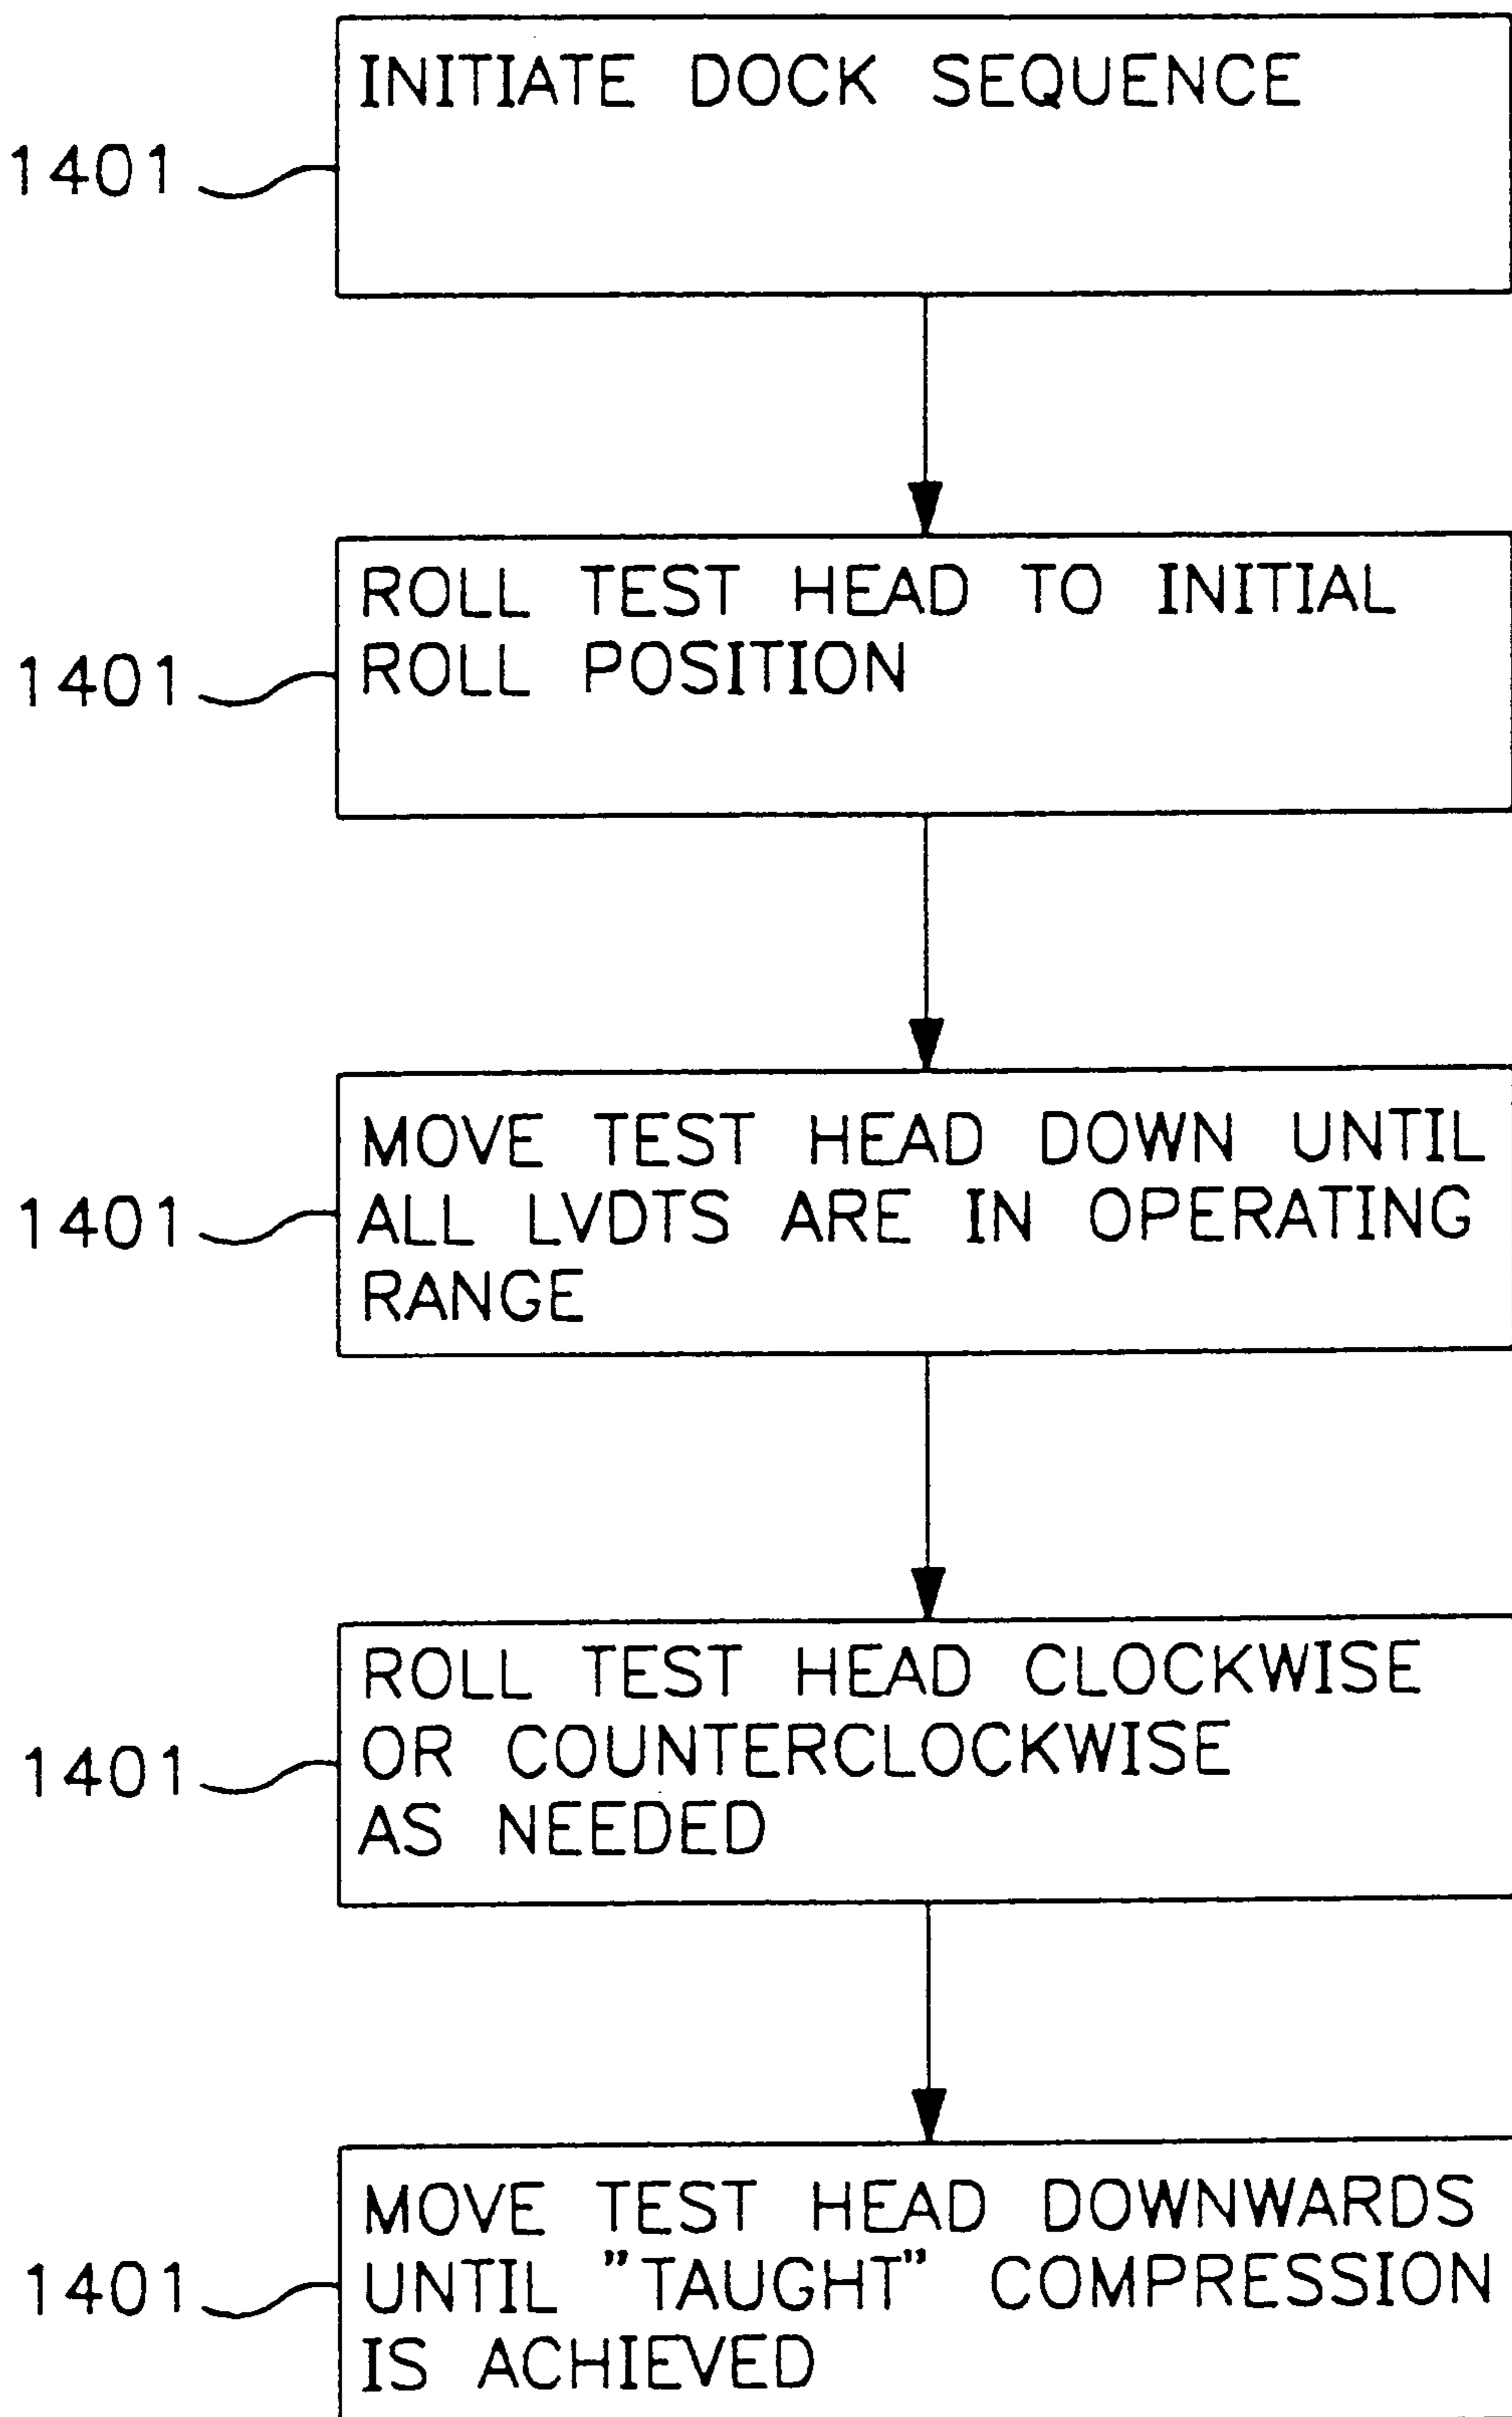 INITIATE DOCK SEQUENCE
1401
ROLL TEST HEAD TO INITIAL
ROLL POSITION
1401
MOVE TEST HEAD DOWN UNTIL
ALL LVDTS ARE IN OPERATING
RANGE
1401
ROLL TEST HEAD CLOCKWISE
OR COUNTERCLOCKWISE
AS NEEDED
1401
MOVE TEST HEAD DOWNWARDS
UNTIL "TAUGHT" COMPRESSION
IS ACHIEVED
1401